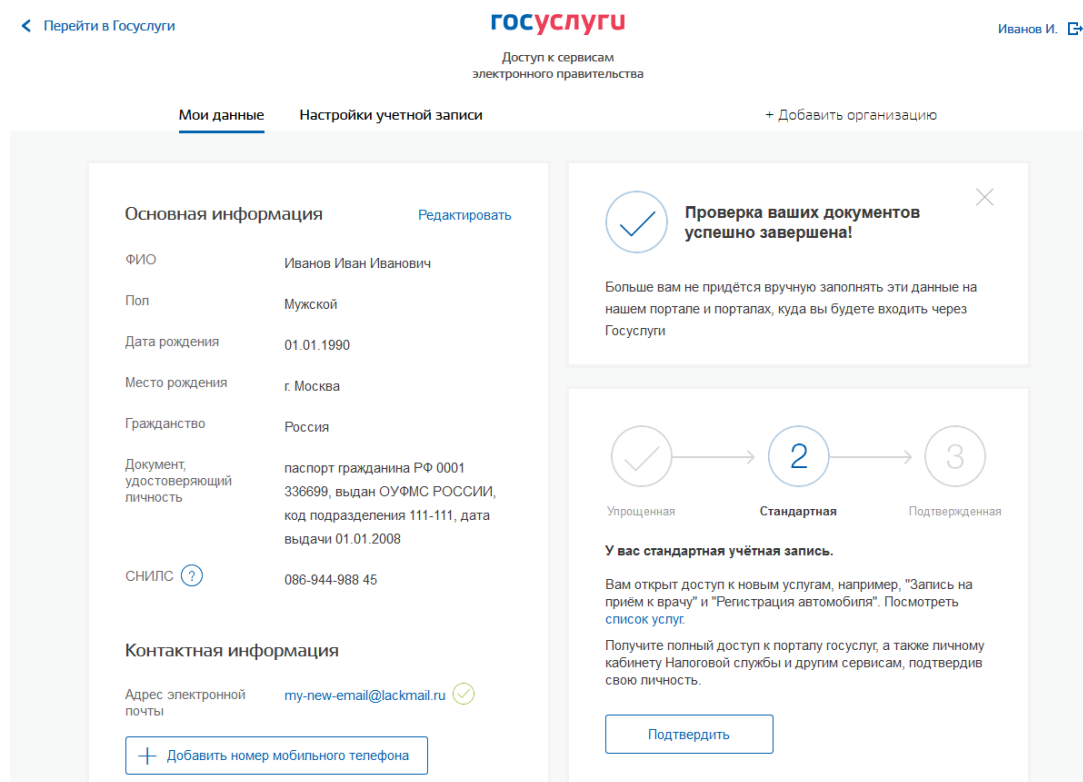 Перейти в Госуслуги
госуслуги
Иванов И.
Доступ к сервисам
электронного правительства
Мои данные
Настройки учетной записи
+ Добавить организацию
Основная информация
Редактировать
ФИО
Иванов Иван Иванович
Пол
Мужской
Дата рождения
01.01.1990
Место рождения
г. Москва
Гражданство
Россия
Документ,
удостоверяющий
личность
паспорт гражданина РФ 0001
336699, выдан ОУФМС РОССИИ,
код подразделения 111-111, дата
выдачи 01.01.2008
СНИЛС ?
086-944-988 45
Контактная информация
Адрес электронной
почты
my-new-email@lackmail.ru
Добавить номер мобильного телефона
Проверка ваших документов
успешно завершена!
Больше вам не придётся вручную заполнять эти данные на
нашем портале и порталах, куда вы будете входить через
Госуслуги
2
3
Упрощенная
Стандартная
Подтвержденная
У вас стандартная учётная запись.
Вам открыт доступ к новым услугам, например, "Запись на
приём к врачу" и "Регистрация автомобиля". Посмотреть
список услуг.
Получите полный доступ к порталу госуслуг, а также личному
кабинету Налоговой службы и другим сервисам, подтвердив
свою личность.
Подтвердить